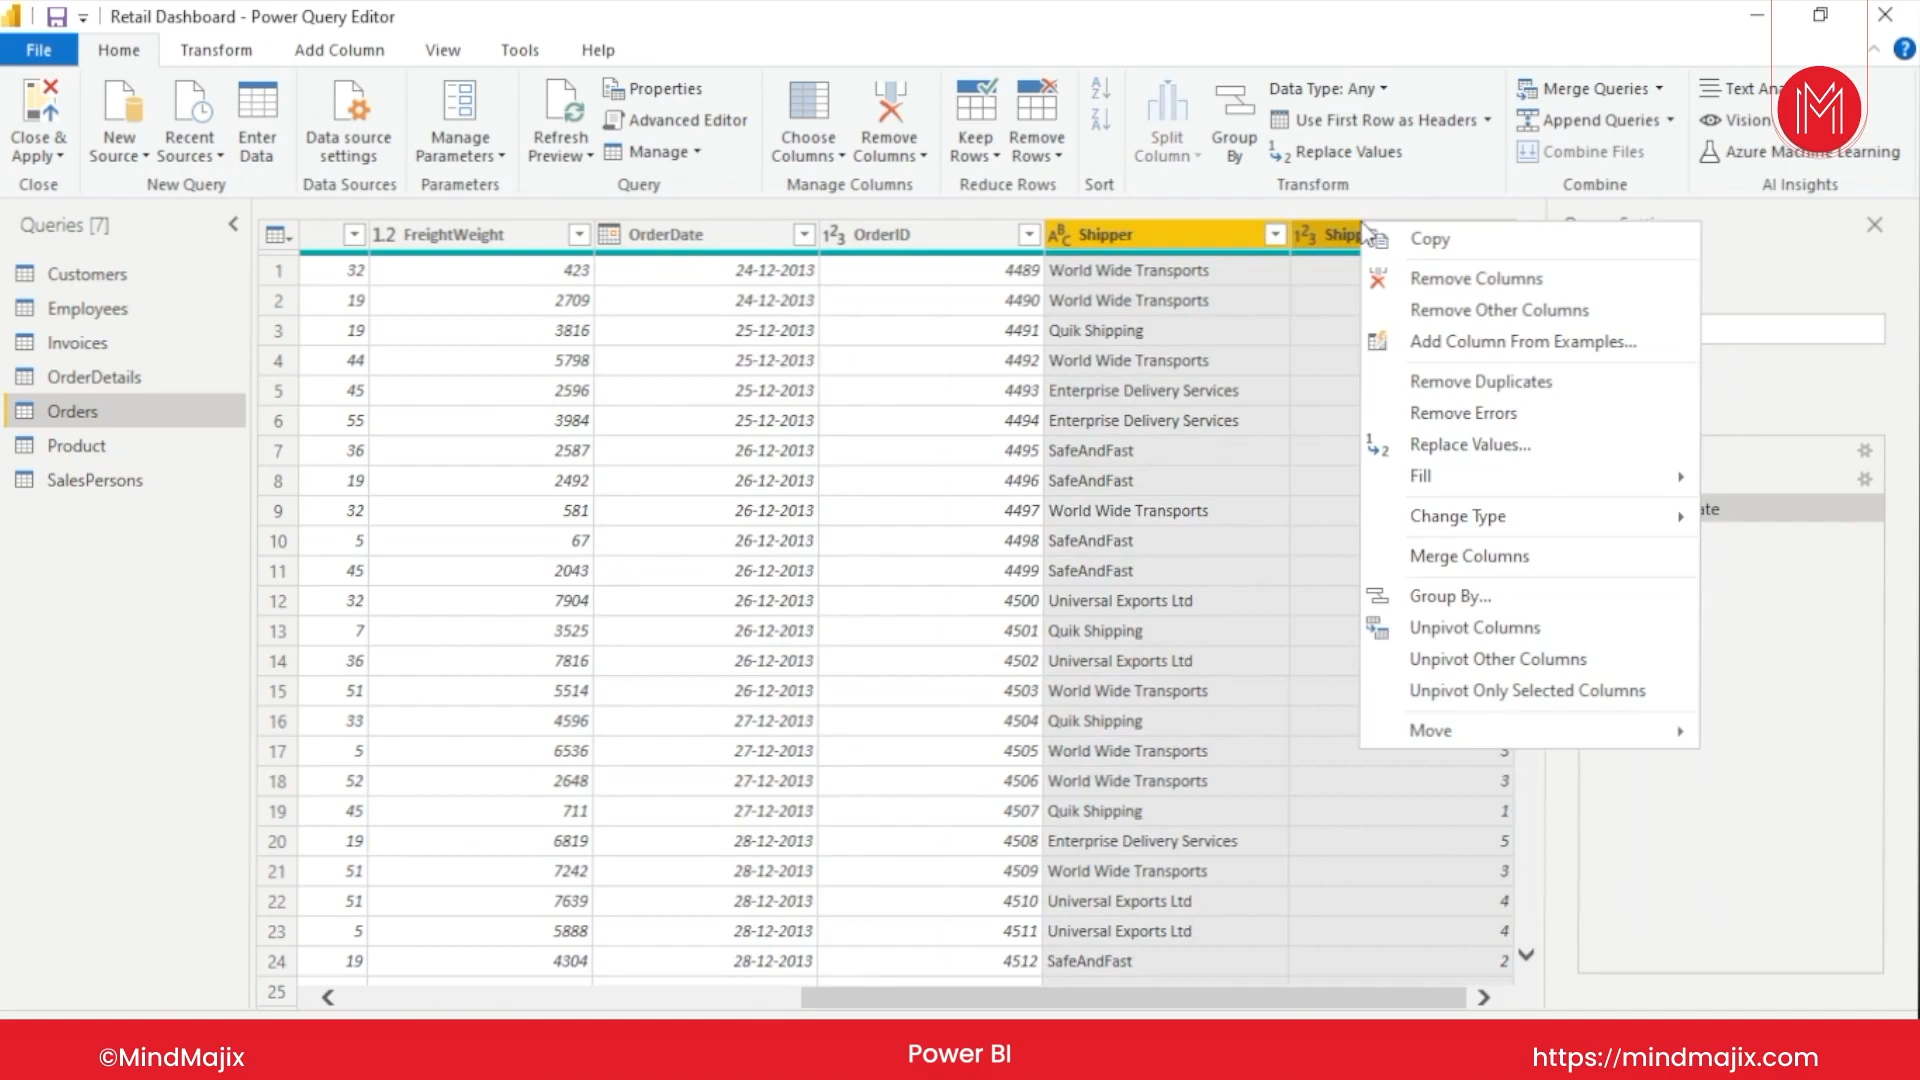 Retail Dashboard - Power Query Editor
File Home Transform Add Column View Tools Help
Close & Apply
Close
New Source
Recent Sources
Enter Data
New Query
Data source settings
Data Sources
Manage Parameters
Parameters
Refresh Preview
Properties
Advanced Editor
Manage
Query
Choose Columns
Remove Columns
Manage Columns
Keep Rows
Remove Rows
Reduce Rows
Sort
Split Column
Group By
Data Type: Any
Use First Row as Headers
Replace Values
Transform
Merge Queries
Append Queries
Combine Files
Combine
Text
Vision
Azure Machine Learning
AI Insights
Queries [7]
Customers
Employees
Invoices
OrderDetails
Orders
Product
SalesPersons
1.2 FreightWeight OrderDate 123 OrderID ABC Shipper 123
1 32 423 24-12-2013 4489 World Wide Transports
2 19 2709 24-12-2013 4490 World Wide Transports
3 19 3816 25-12-2013 4491 Quik Shipping
4 44 5798 25-12-2013 4492 World Wide Transports
5 45 2596 25-12-2013 4493 Enterprise Delivery Services
6 55 3984 25-12-2013 4494 Enterprise Delivery Services
7 36 2587 26-12-2013 4495 SafeAndFast
8 19 2492 26-12-2013 4496 SafeAndFast
9 32 581 26-12-2013 4497 World Wide Transports
10 5 67 26-12-2013 4498 SafeAndFast
11 45 2043 26-12-2013 4499 SafeAndFast
12 32 7904 26-12-2013 4500 Universal Exports Ltd
13 7 3525 26-12-2013 4501 Quik Shipping
14 36 7816 26-12-2013 4502 Universal Exports Ltd
15 51 5514 26-12-2013 4503 World Wide Transports
16 33 4596 27-12-2013 4504 Quik Shipping
17 5 6536 27-12-2013 4505 World Wide Transports
18 52 2648 27-12-2013 4506 World Wide Transports 3
19 45 711 27-12-2013 4507 Quik Shipping 1
20 19 6819 28-12-2013 4508 Enterprise Delivery Services 5
21 51 7242 28-12-2013 4509 World Wide Transports 3
22 51 7639 28-12-2013 4510 Universal Exports Ltd 4
23 5 5888 28-12-2013 4511 Universal Exports Ltd 4
24 19 4304 28-12-2013 4512 SafeAndFast 2
25
Copy
Remove Columns
Remove Other Columns
Add Column From Examples...
Remove Duplicates
Remove Errors
Replace Values...
Fill
Change Type
Merge Columns
Group By...
Unpivot Columns
Unpivot Other Columns
Unpivot Only Selected Columns
Move
©MindMajix Power BI https://mindmajix.com